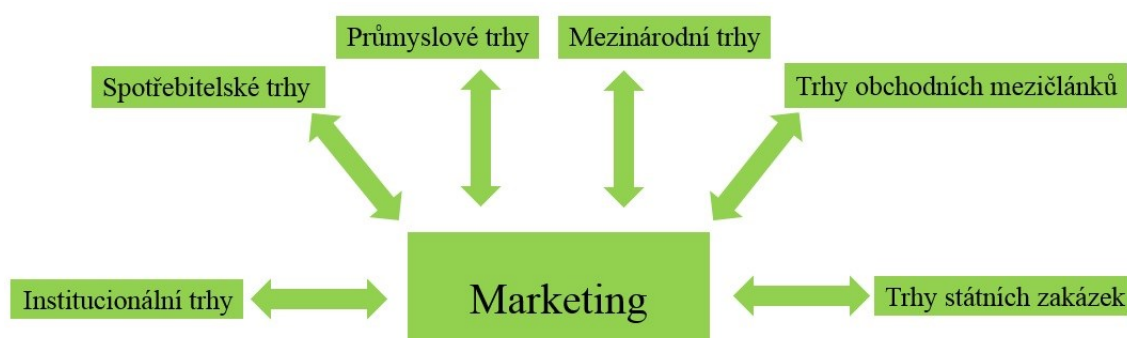 Průmyslové trhy
Mezinárodní trhy
Spotřebitelské trhy
Trhy obchodních mezičlánků
Institucionální trhy
Marketing
Trhy státních zakázek